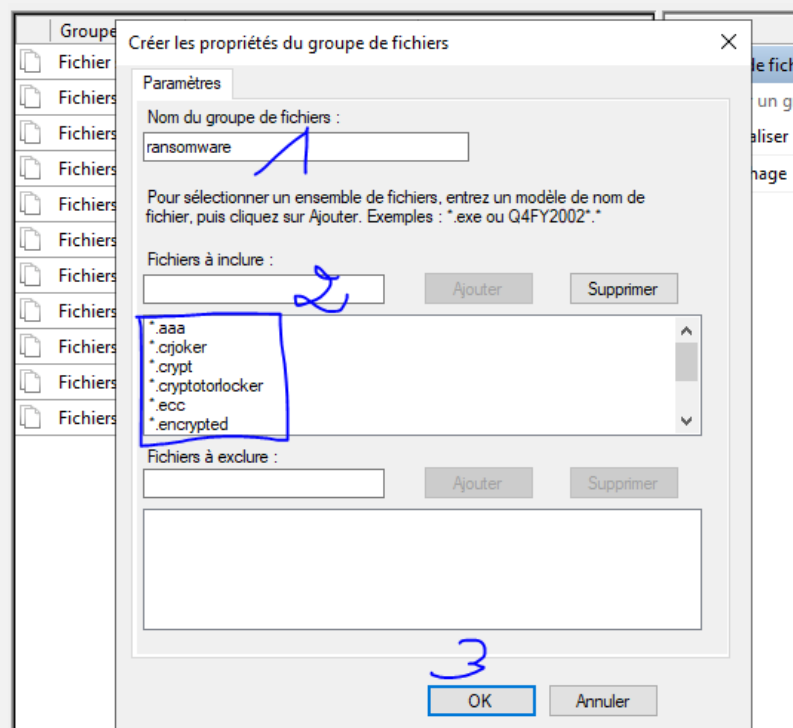 Groupe
Créer les propriétés du groupe de fichiers
Fichier
Fichiers
Fichiers
Fichiers
Fichiers
Fichiers
Fichiers
Fichiers
Fichiers
Fichiers
Fichiers
Paramètres
Nom du groupe de fichiers :
1
ransomware
Pour sélectionner un ensemble de fichiers, entrez un modèle de nom de
fichier, puis cliquez sur Ajouter. Exemples : *.exe ou Q4FY2002*.*
Fichiers à inclure :
2
Ajouter
Supprimer
*.aaa
*.crjoker
*.crypt
*.cryptotorlocker
*.ecc
*.encrypted
Fichiers à exclure :
Ajouter
Supprimer
3
OK
Annuler
de fich
un g
aliser